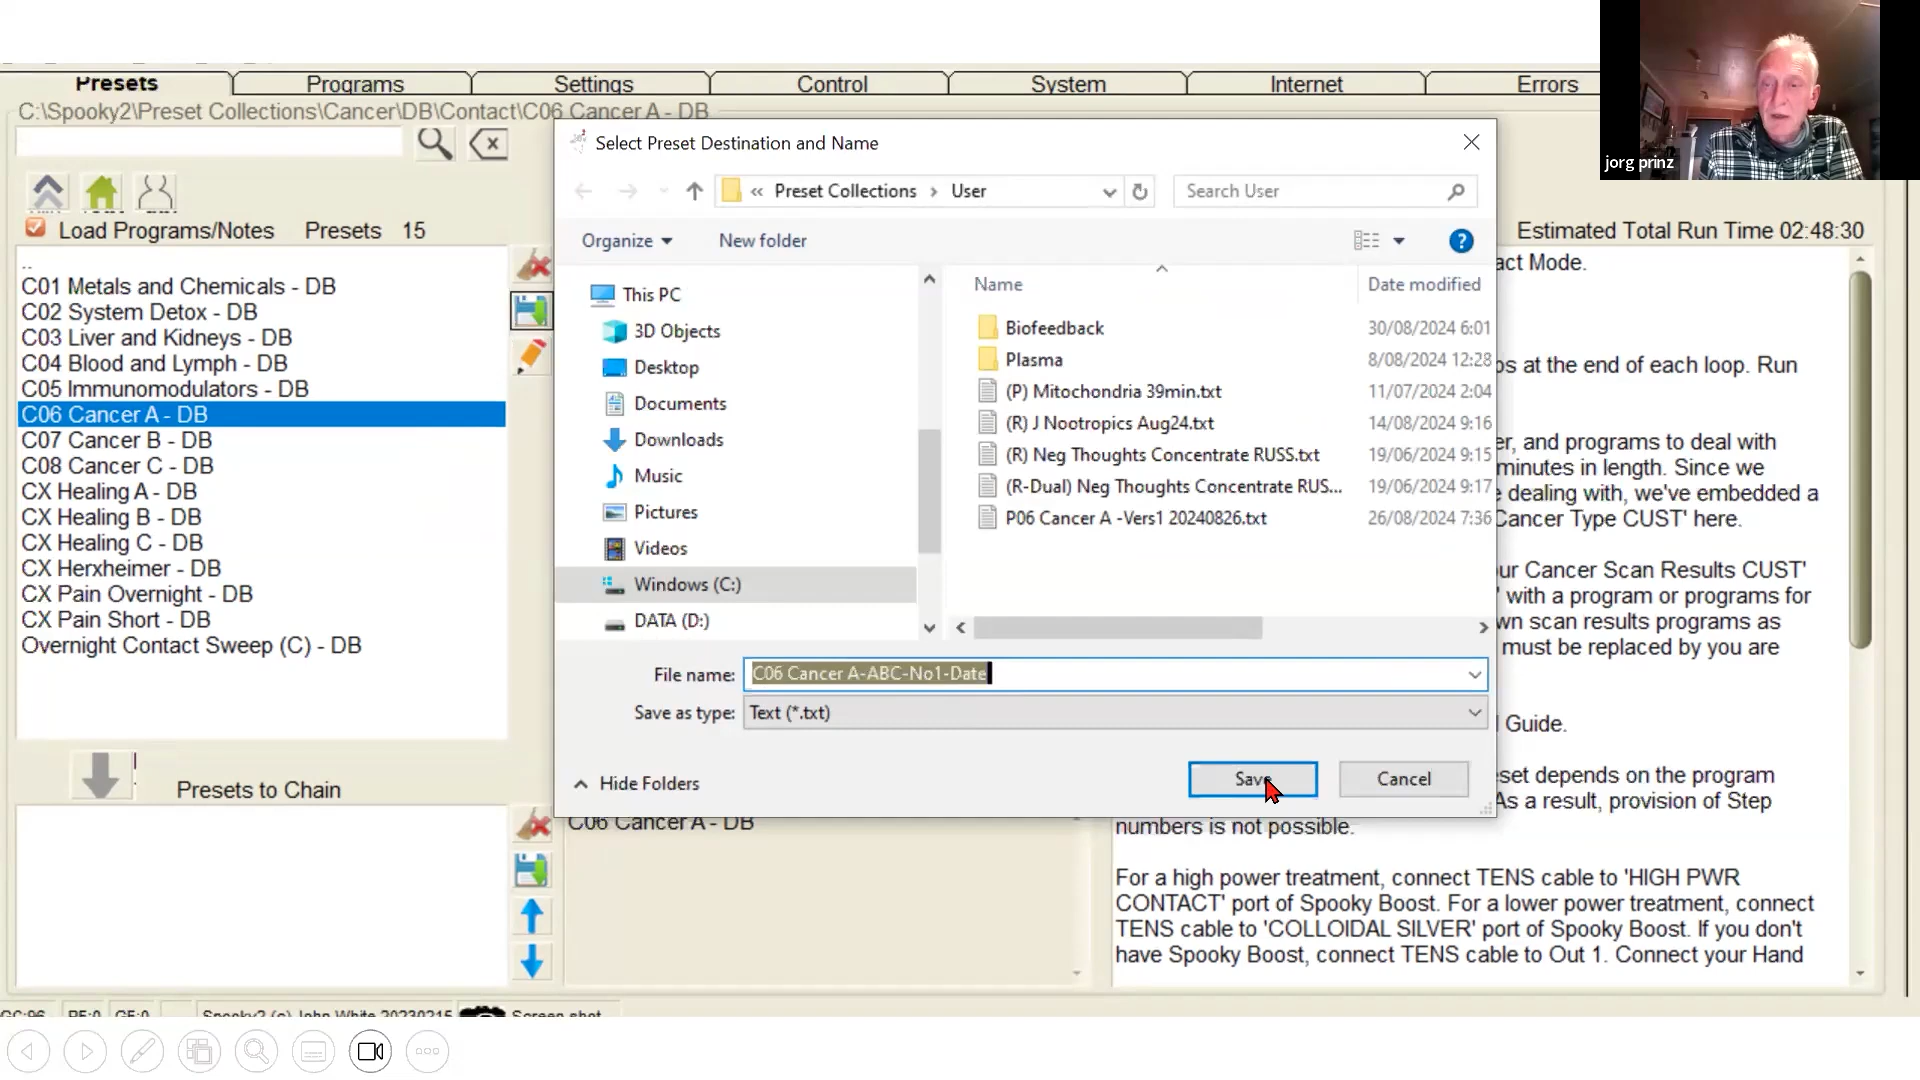 Presets
Programs
Settings
Control
System
Internet
Errors
C:\Spooky2\Preset Collections\Cancer\DB\Contact\C06 Cancer A - DB
jorg prinz
Load Programs/Notes Presets 15
..
C01 Metals and Chemicals - DB
C02 System Detox - DB
C03 Liver and Kidneys - DB
C04 Blood and Lymph - DB
C05 Immunomodulators - DB
C06 Cancer A - DB
C07 Cancer B - DB
C08 Cancer C - DB
CX Healing A - DB
CX Healing B - DB
CX Healing C - DB
CX Herxheimer - DB
CX Pain Overnight - DB
CX Pain Short - DB
Overnight Contact Sweep (C) - DB
Presets to Chain
Select Preset Destination and Name
« Preset Collections › User
Search User
Organize
New folder
?
This PC
3D Objects
Desktop
Documents
Downloads
Music
Pictures
Videos
Windows (C:)
DATA (D:)
Name Date modified
Biofeedback 30/08/2024 6:01
Plasma 8/08/2024 12:28
(P) Mitochondria 39min.txt 11/07/2024 2:04
(R) J Nootropics Aug24.txt 14/08/2024 9:16
(R) Neg Thoughts Concentrate RUSS.txt 19/06/2024 9:15
(R-Dual) Neg Thoughts Concentrate RUS... 19/06/2024 9:17
P06 Cancer A -Vers1 20240826.txt 26/08/2024 7:36
File name: C06 Cancer A-ABC-No1-Date
Save as type: Text (*.txt)
Hide Folders
Save
Cancel
C06 Cancer A - DB
Estimated Total Run Time 02:48:30
act Mode.
os at the end of each loop. Run
er, and programs to deal with
minutes in length. Since we
e dealing with, we've embedded a
Cancer Type CUST' here.
ur Cancer Scan Results CUST'
with a program or programs for
wn scan results programs as
must be replaced by you are
Guide.
eset depends on the program
As a result, provision of Step
numbers is not possible.
For a high power treatment, connect TENS cable to 'HIGH PWR
CONTACT' port of Spooky Boost. For a lower power treatment, connect
TENS cable to 'COLLOIDAL SILVER' port of Spooky Boost. If you don't
have Spooky Boost, connect TENS cable to Out 1. Connect your Hand
Spooky2 (c) John White 20230215
Screen shot